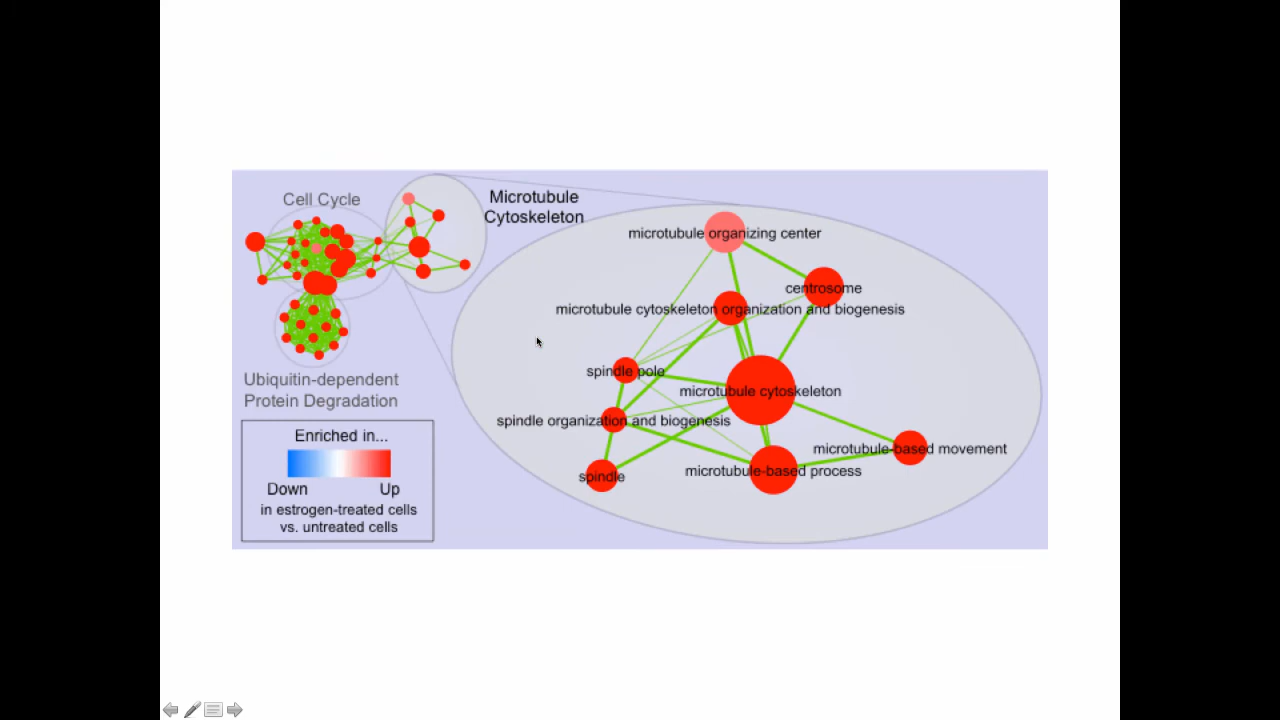 Cell Cycle
Microtubule
Cytoskeleton
microtubule organizing center
centrosome
microtubule cytoskeleton organization and biogenesis
spindle pole
microtubule cytoskeleton
spindle organization and biogenesis
microtubule-based movement
microtubule-based process
spindle
Ubiquitin-dependent
Protein Degradation
Enriched in...
Down Up
in estrogen-treated cells
vs. untreated cells